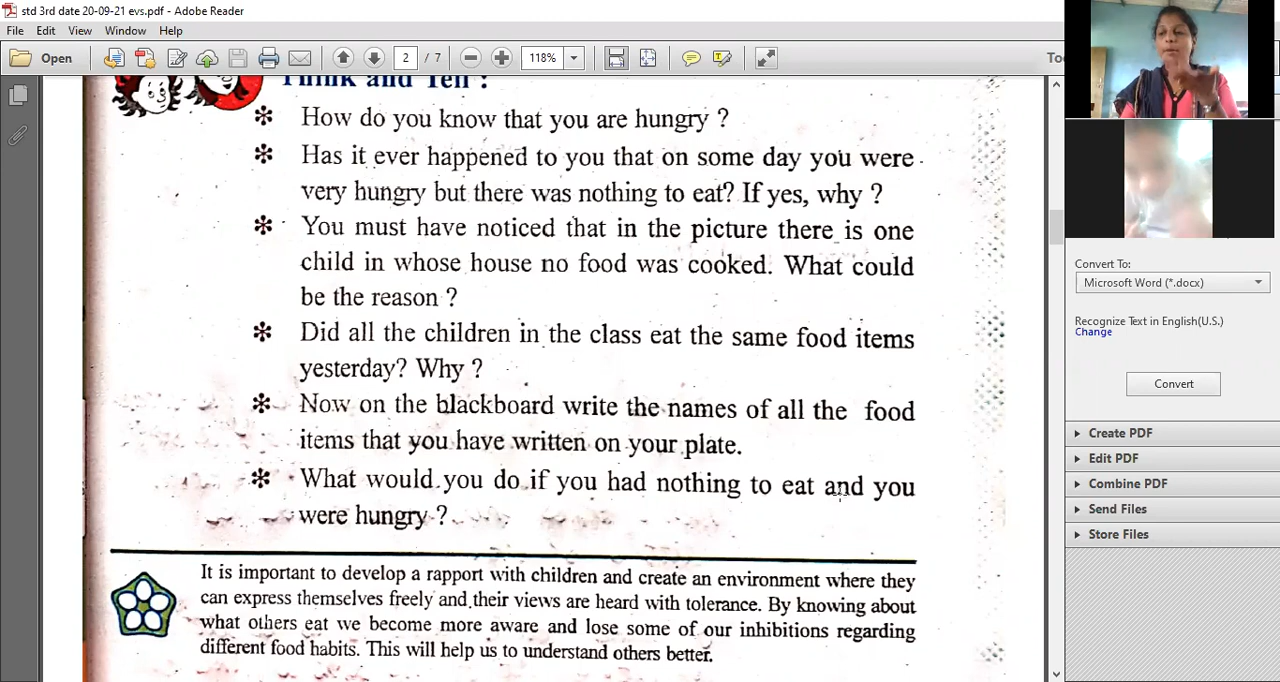 std 3rd date 20-09-21 evs.pdf - Adobe Reader
File Edit View Window Help
Open 2 / 7 118%
Think and Tell :
* How do you know that you are hungry ?
* Has it ever happened to you that on some day you were
very hungry but there was nothing to eat? If yes, why ?
* You must have noticed that in the picture there is one
child in whose house no food was cooked. What could
be the reason ?
* Did all the children in the class eat the same food items
yesterday? Why ?
* Now on the blackboard write the names of all the food
items that you have written on your plate.
* What would you do if you had nothing to eat and you
were hungry ?
It is important to develop a rapport with children and create an environment where they
can express themselves freely and their views are heard with tolerance. By knowing about
what others eat we become more aware and lose some of our inhibitions regarding
different food habits. This will help us to understand others better.
Convert To:
Microsoft Word (*.docx)
Recognize Text in English(U.S.)
Change
Convert
Create PDF
Edit PDF
Combine PDF
Send Files
Store Files